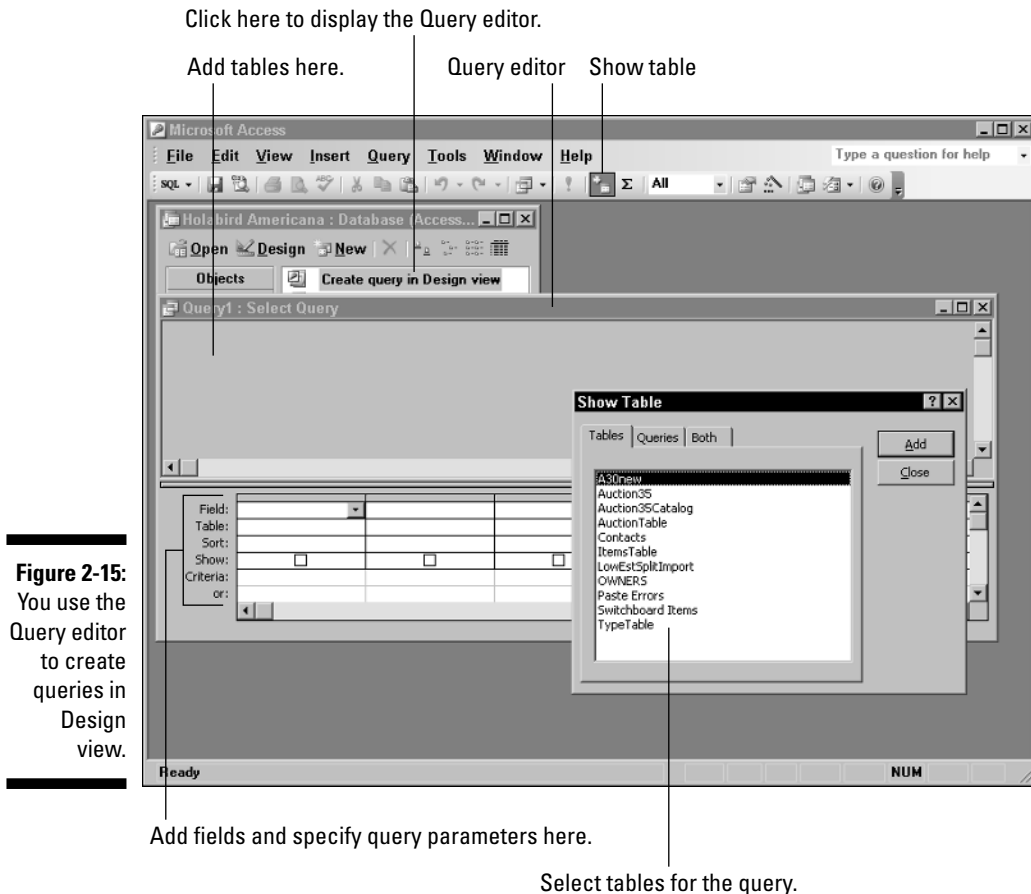 Click here to display the Query editor.
Add tables here.
Query editor
Show table
Microsoft Access
File Edit View Insert Query Tools Window Help
Type a question for help
SQL
All
Holabird Americana : Database (Access...
Open Design New
Objects
Create query in Design view
Query1 : Select Query
Show Table
Tables Queries Both
Add
Close
A30new
Auction35
Auction35Catalog
AuctionTable
Contacts
ItemsTable
LowEstSplitImport
OWNERS
Paste Errors
Switchboard Items
TypeTable
Field:
Table:
Sort:
Show:
Criteria:
or:
Ready
NUM
Figure 2-15:
You use the
Query editor
to create
queries in
Design
view.
Add fields and specify query parameters here.
Select tables for the query.